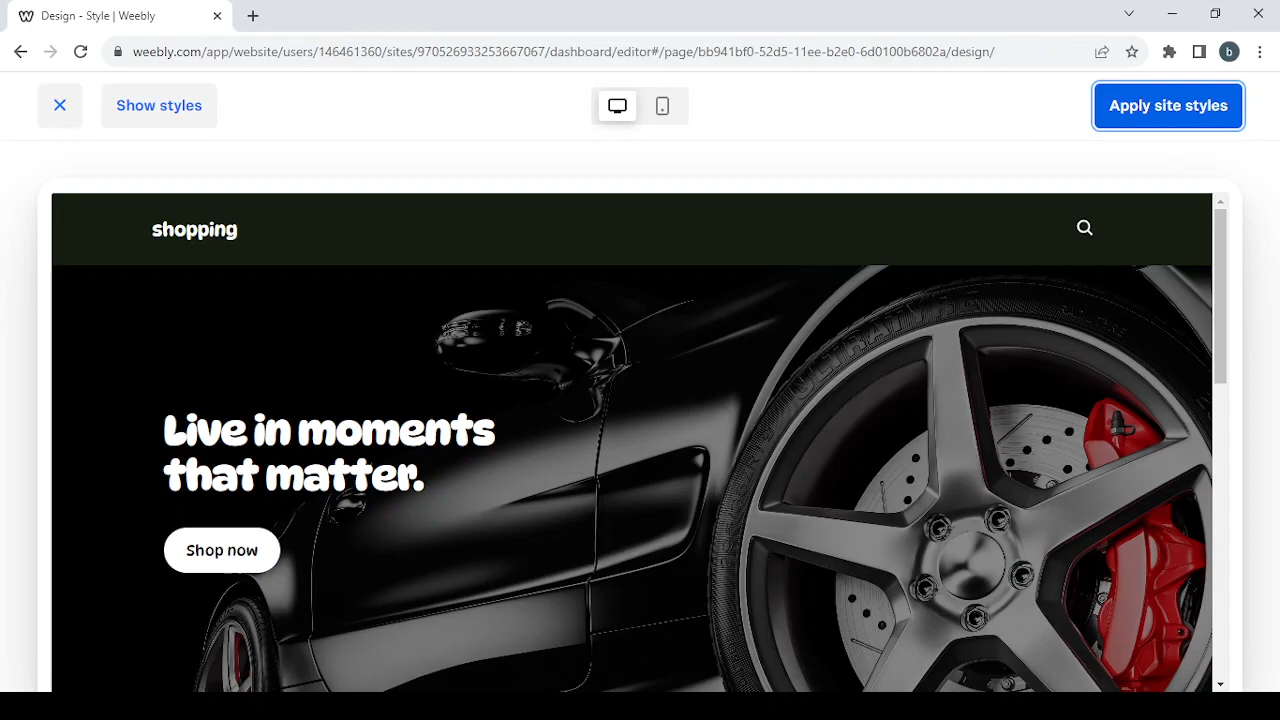 Design - Style | Weebly
weebly.com/app/website/users/146461360/sites/970526933253667067/dashboard/editor#/page/bb941bf0-52d5-11ee-b2e0-6d0100b6802a/design/
b
Show styles
Apply site styles
shopping
Live in moments
that matter.
Shop now